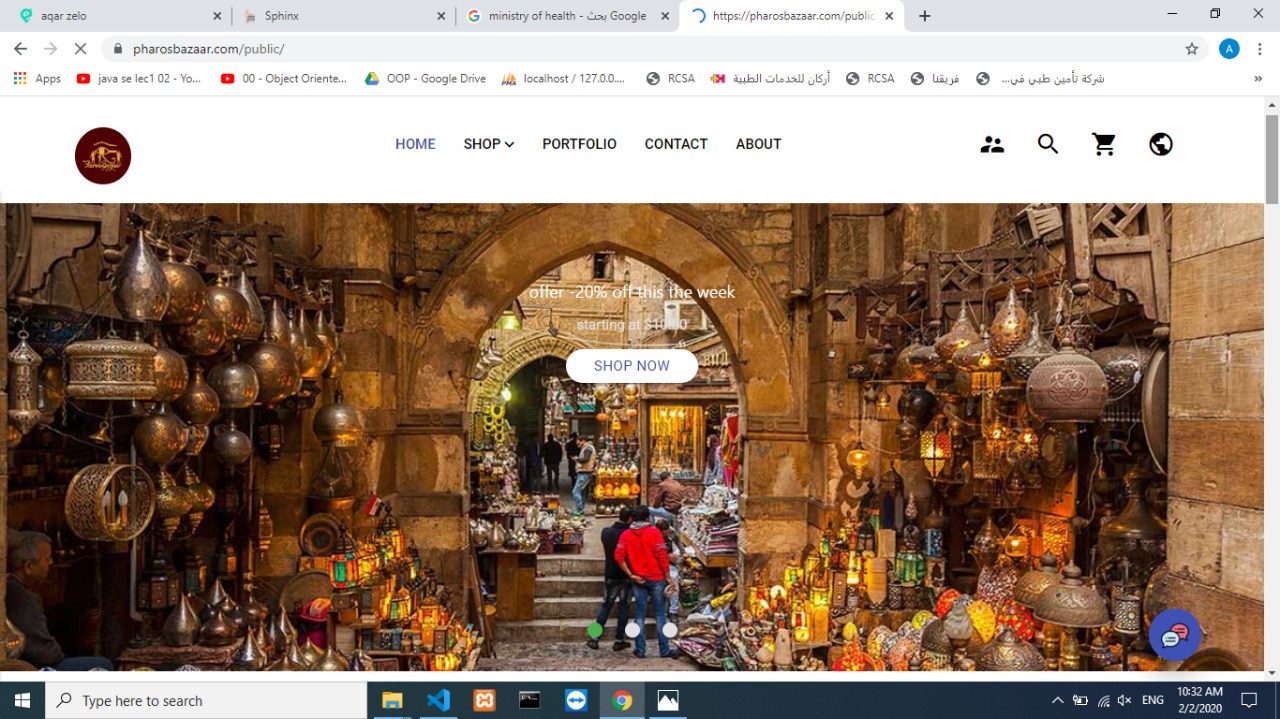 aqar zelo
Sphinx
ministry of health - بحث Google
https://pharosbazaar.com/public
pharosbazaar.com/public/
A
Apps
java se lec1 02 - Yo...
00 - Object Oriente...
OOP - Google Drive
localhost / 127.0.0....
RCSA
أركان للخدمات الطبية
RCSA
فريقنا
شركة تأمين طبي في...
»
HOME
SHOP
PORTFOLIO
CONTACT
ABOUT
offer -20% off this the week
starting at $10.00
SHOP NOW
Type here to search
ENG
10:32 AM
2/2/2020